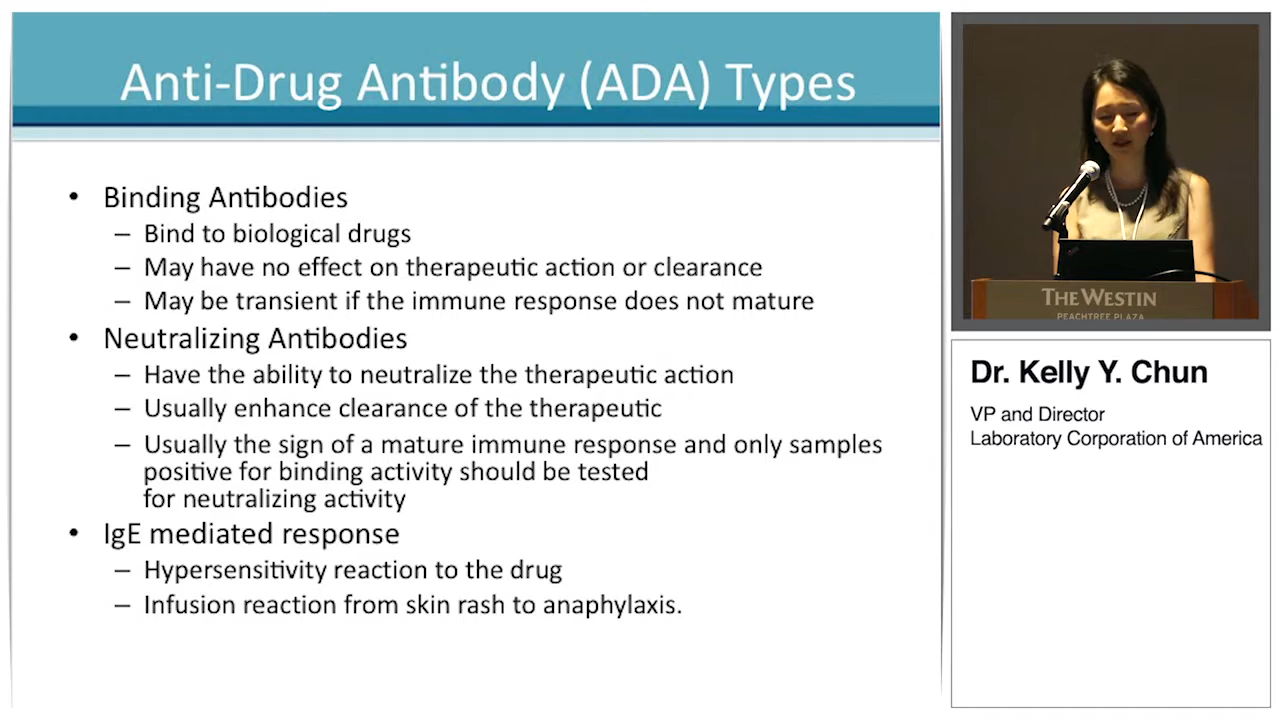 Anti-Drug Antibody (ADA) Types
• Binding Antibodies
– Bind to biological drugs
– May have no effect on therapeutic action or clearance
– May be transient if the immune response does not mature
• Neutralizing Antibodies
– Have the ability to neutralize the therapeutic action
– Usually enhance clearance of the therapeutic
– Usually the sign of a mature immune response and only samples
positive for binding activity should be tested
for neutralizing activity
• IgE mediated response
– Hypersensitivity reaction to the drug
– Infusion reaction from skin rash to anaphylaxis.
THE WESTIN
PEACHTREE PLAZA
Dr. Kelly Y. Chun
VP and Director
Laboratory Corporation of America